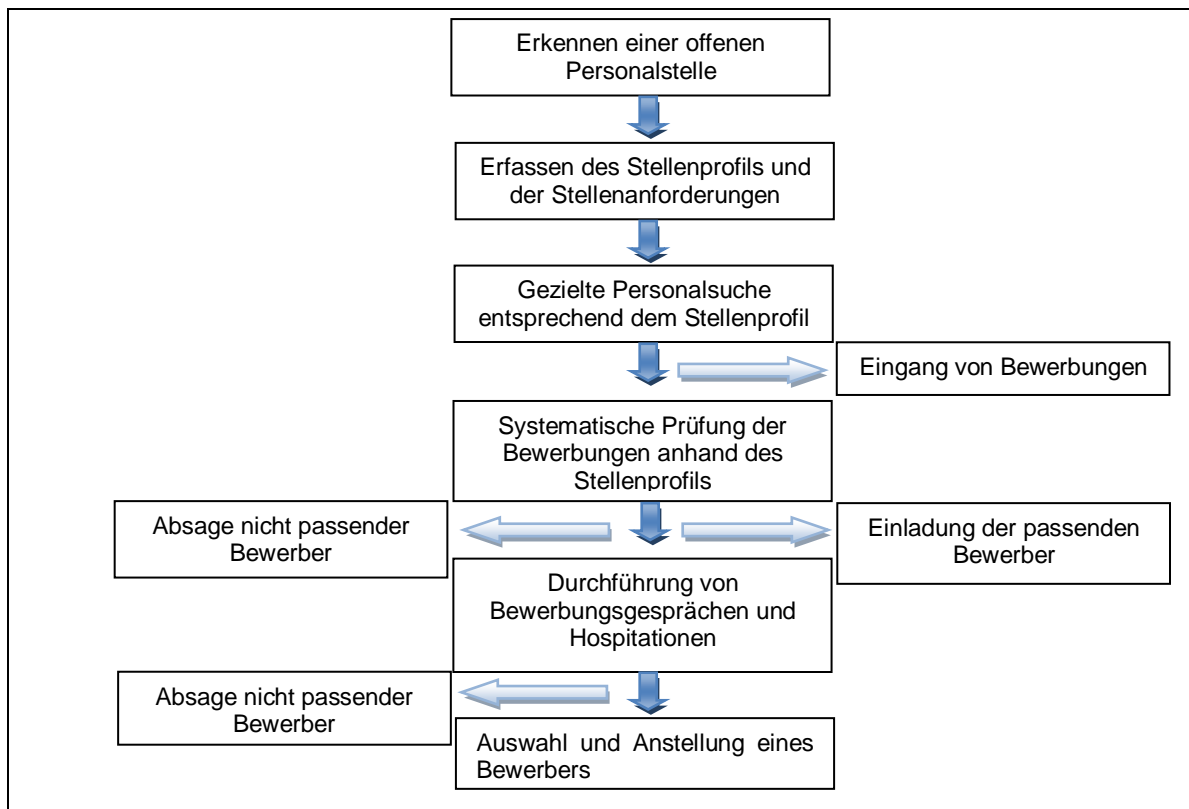 Erkennen einer offenen
Personalstelle
Erfassen des Stellenprofils und
der Stellenanforderungen
Gezielte Personalsuche
entsprechend dem Stellenprofil
Eingang von Bewerbungen
Systematische Prüfung der
Bewerbungen anhand des
Stellenprofils
Absage nicht passender
Bewerber
Einladung der passenden
Bewerber
Durchführung von
Bewerbungsgesprächen und
Hospitationen
Absage nicht passender
Bewerber
Auswahl und Anstellung eines
Bewerbers